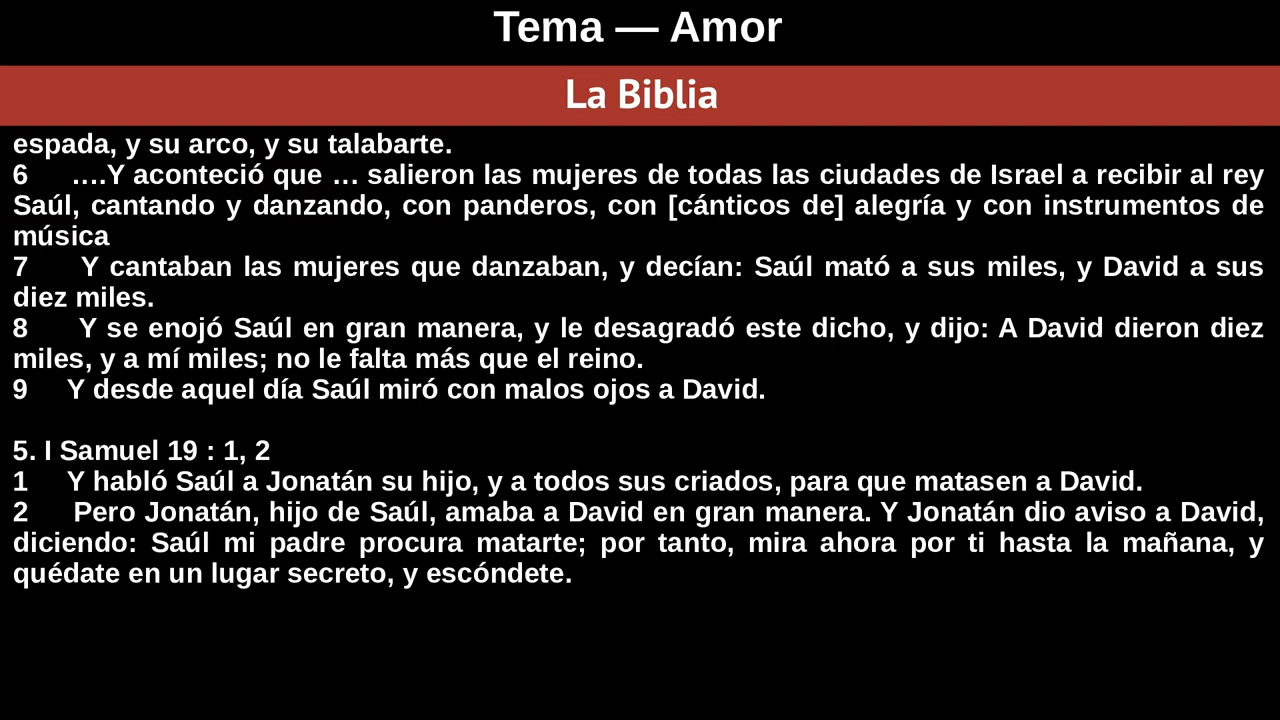 Tema — Amor
La Biblia
espada, y su arco, y su talabarte.
6 ….Y aconteció que … salieron las mujeres de todas las ciudades de Israel a recibir al rey
Saúl, cantando y danzando, con panderos, con [cánticos de] alegría y con instrumentos de
música
7 Y cantaban las mujeres que danzaban, y decían: Saúl mató a sus miles, y David a sus
diez miles.
8 Y se enojó Saúl en gran manera, y le desagradó este dicho, y dijo: A David dieron diez
miles, y a mí miles; no le falta más que el reino.
9 Y desde aquel día Saúl miró con malos ojos a David.
5. I Samuel 19 : 1, 2
1 Y habló Saúl a Jonatán su hijo, y a todos sus criados, para que matasen a David.
2 Pero Jonatán, hijo de Saúl, amaba a David en gran manera. Y Jonatán dio aviso a David,
diciendo: Saúl mi padre procura matarte; por tanto, mira ahora por ti hasta la mañana, y
quédate en un lugar secreto, y escóndete.